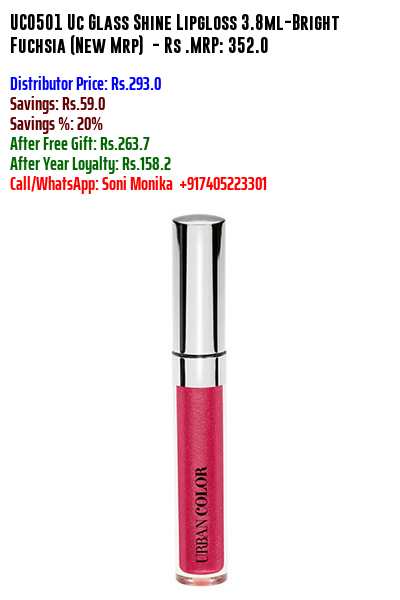 UC0501 Uc Glass Shine Lipgloss 3.8ml-Bright
Fuchsia (New Mrp) - Rs .MRP: 352.0
Distributor Price: Rs.293.0
Savings: Rs.59.0
Savings %: 20%
After Free Gift: Rs.263.7
After Year Loyalty: Rs.158.2
Call/WhatsApp: Soni Monika +917405223301
URBAN COLOR